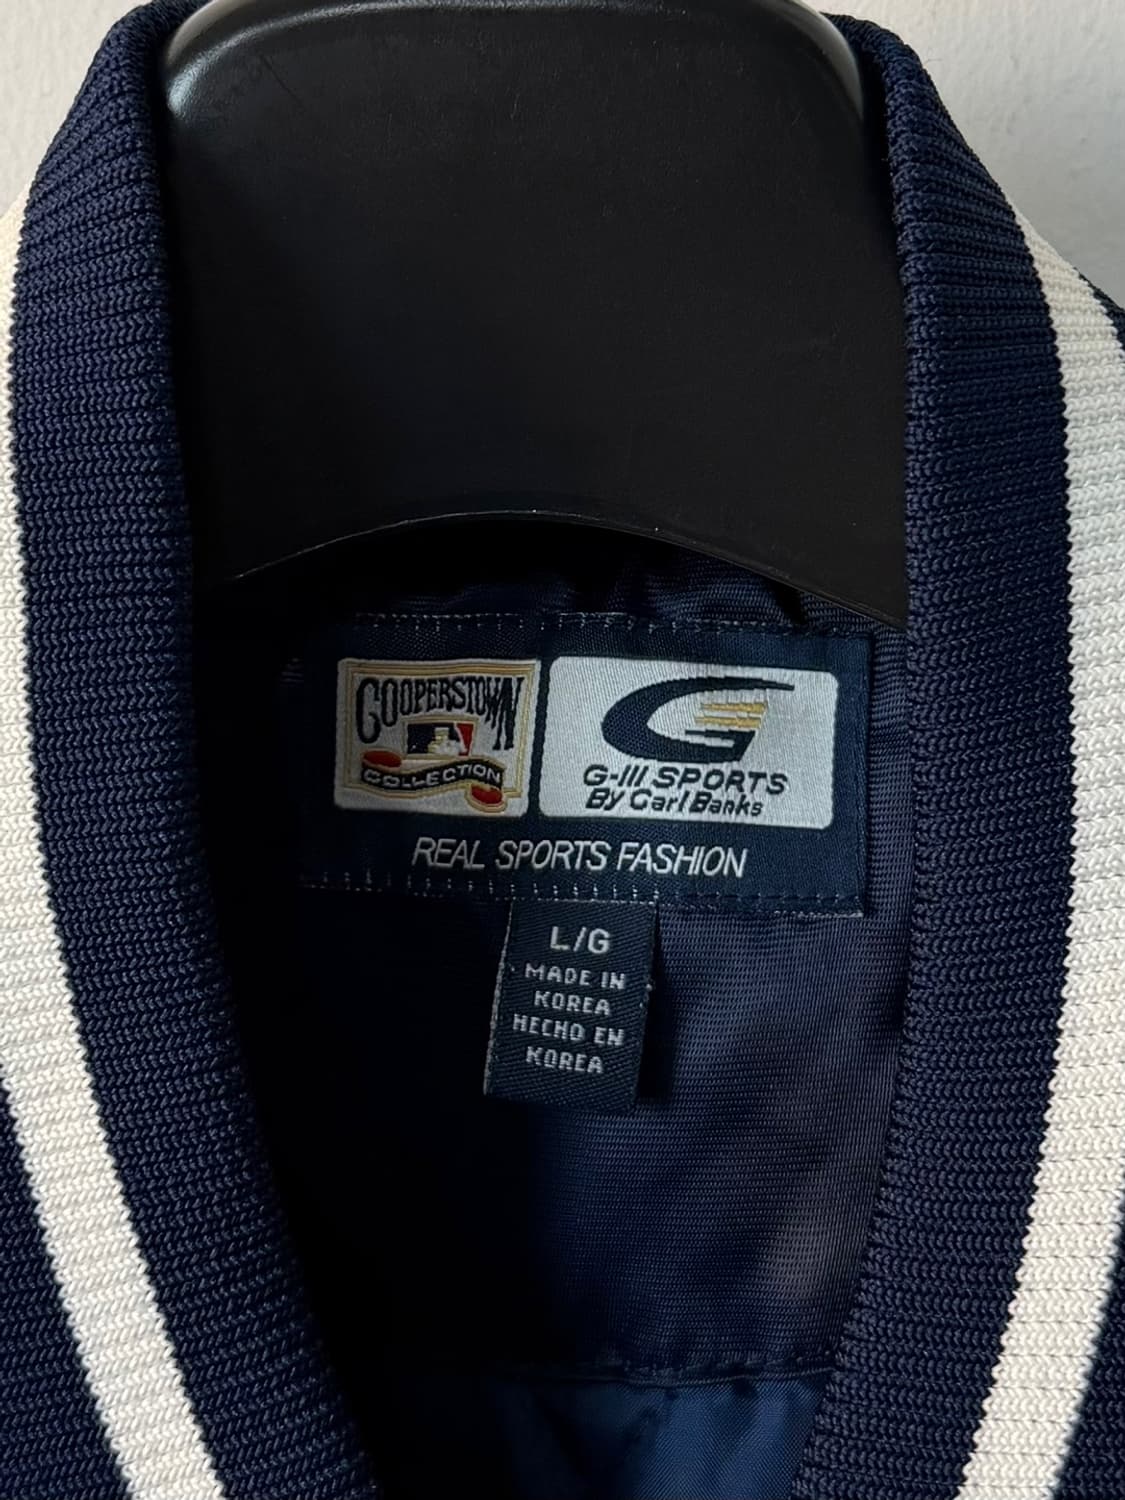 COOPERSTOWN
COLLECTION
G-III SPORTS
By Carl Banks
REAL SPORTS FASHION
L/G
MADE IN
KOREA
HECHO EN
KOREA